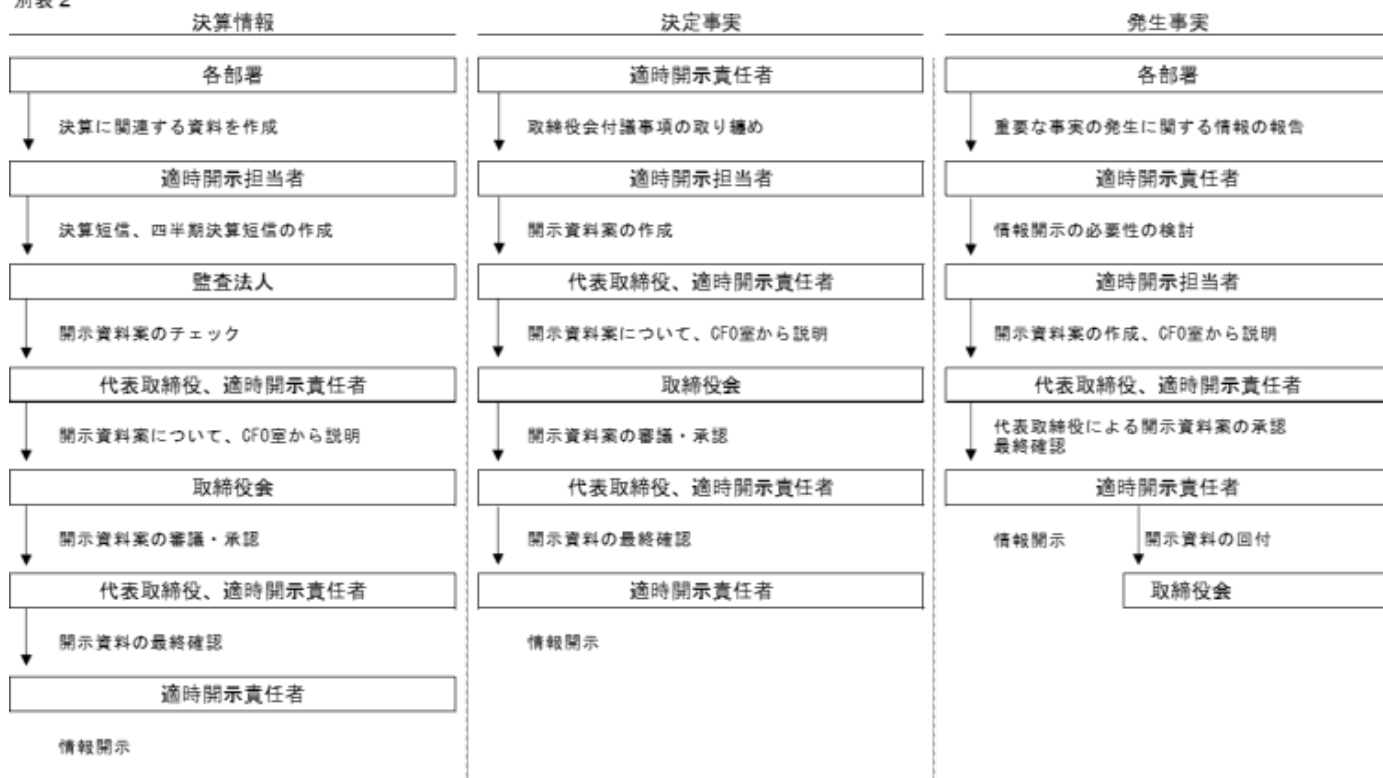 別表２
決算情報
各部署
決算に関連する資料を作成
適時開示担当者
決算短信、四半期決算短信の作成
監査法人
開示資料案のチェック
代表取締役、適時開示責任者
開示資料案について、CFO室から説明
取締役会
開示資料案の審議・承認
代表取締役、適時開示責任者
開示資料の最終確認
適時開示責任者
情報開示
決定事実
適時開示責任者
取締役会付議事項の取り纏め
適時開示担当者
開示資料案の作成
代表取締役、適時開示責任者
開示資料案について、CFO室から説明
取締役会
開示資料案の審議・承認
代表取締役、適時開示責任者
開示資料の最終確認
適時開示責任者
情報開示
発生事実
各部署
重要な事実の発生に関する情報の報告
適時開示責任者
情報開示の必要性の検討
適時開示担当者
開示資料案の作成、CFO室から説明
代表取締役、適時開示責任者
代表取締役による開示資料案の承認
最終確認
適時開示責任者
情報開示
開示資料の回付
取締役会